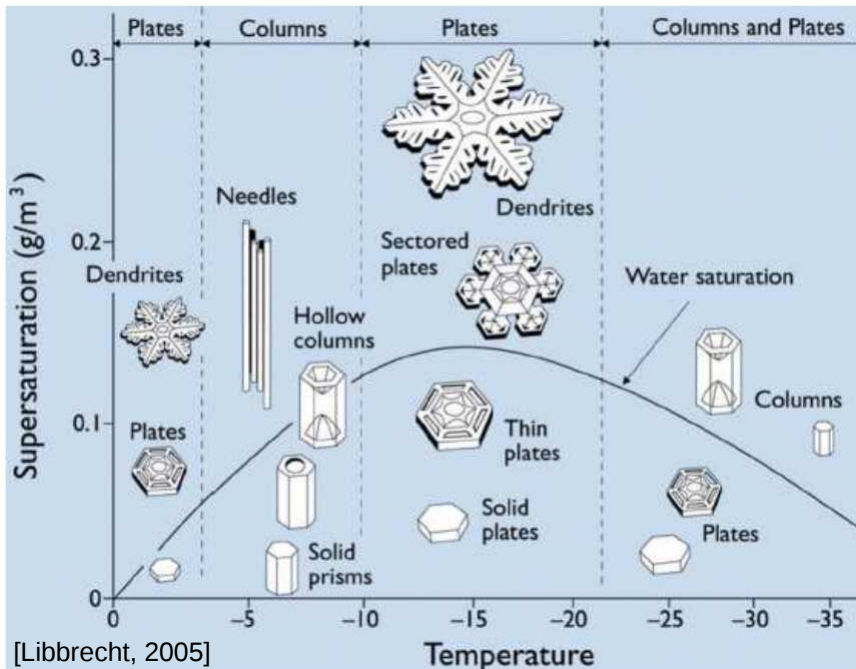 Plates
Columns
Plates
Columns and Plates
0.3
0.2
0.1
0
Supersaturation (g/m³)
Dendrites
Needles
Dendrites
Sectored
plates
Water saturation
Hollow
columns
Plates
Thin
plates
Columns
Solid
prisms
Solid
plates
Plates
0
–5
–10
–15
–20
–25
–30
–35
[Libbrecht, 2005]
Temperature